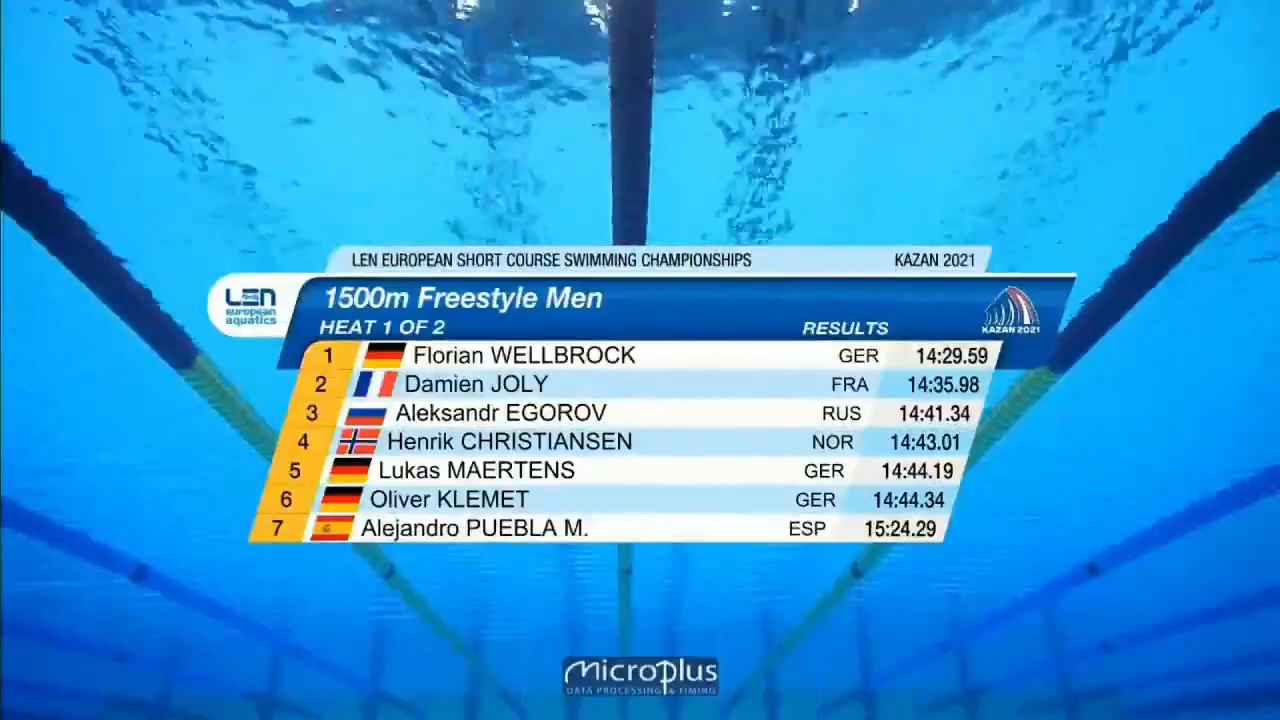 LEN EUROPEAN SHORT COURSE SWIMMING CHAMPIONSHIPS KAZAN 2021
LEN
european
aquatics
1500m Freestyle Men
HEAT 1 OF 2 RESULTS
KAZAN 2021
1 Florian WELLBROCK GER 14:29.59
2 Damien JOLY FRA 14:35.98
3 Aleksandr EGOROV RUS 14:41.34
4 Henrik CHRISTIANSEN NOR 14:43.01
5 Lukas MAERTENS GER 14:44.19
6 Oliver KLEMET GER 14:44.34
7 Alejandro PUEBLA M. ESP 15:24.29
Microplus
DATA PROCESSING & TIMING